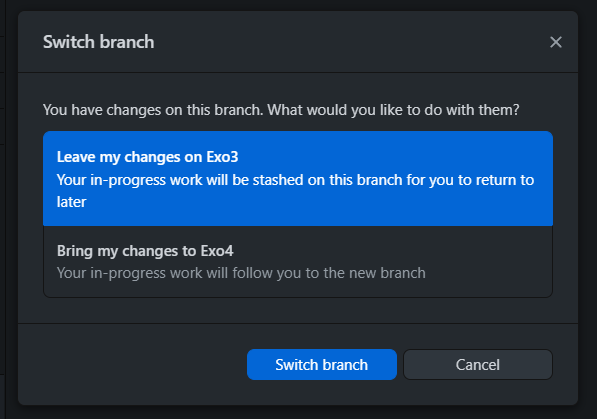 Switch branch
You have changes on this branch. What would you like to do with them?
Leave my changes on Exo3
Your in-progress work will be stashed on this branch for you to return to
later
Bring my changes to Exo4
Your in-progress work will follow you to the new branch
Switch branch
Cancel